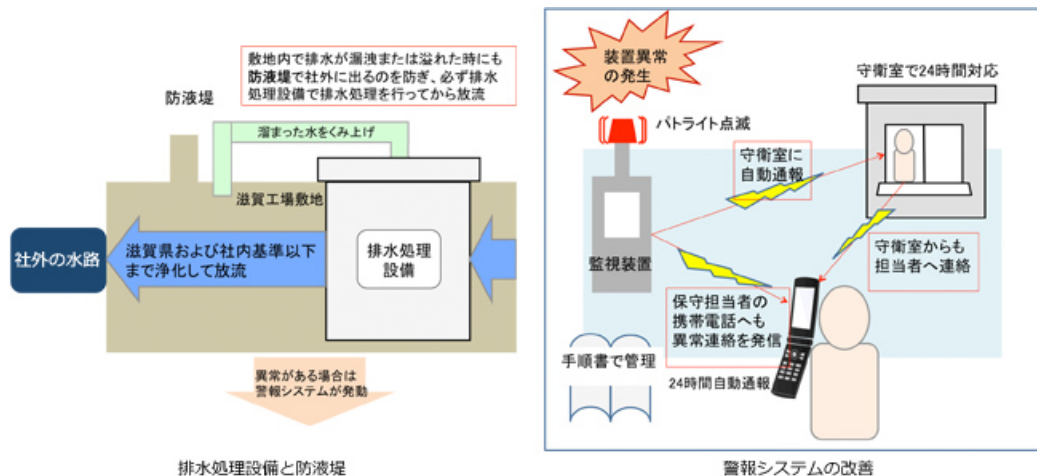 敷地内で排水が漏洩または溢れた時にも
防液堤で社外に出るのを防ぎ、必ず排水
処理設備で排水処理を行ってから放流
防液堤
溜まった水をくみ上げ
滋賀工場敷地
社外の水路
滋賀県および社内基準以下
まで浄化して放流
排水処理
設備
異常がある場合は
警報システムが発動
排水処理設備と防液堤
装置異常
の発生
パトライト点滅
守衛室で24時間対応
守衛室に
自動通報
監視装置
守衛室からも
担当者へ連絡
保守担当者の
携帯電話へも
異常連絡を発信
手順書で管理
24時間自動通報
警報システムの改善